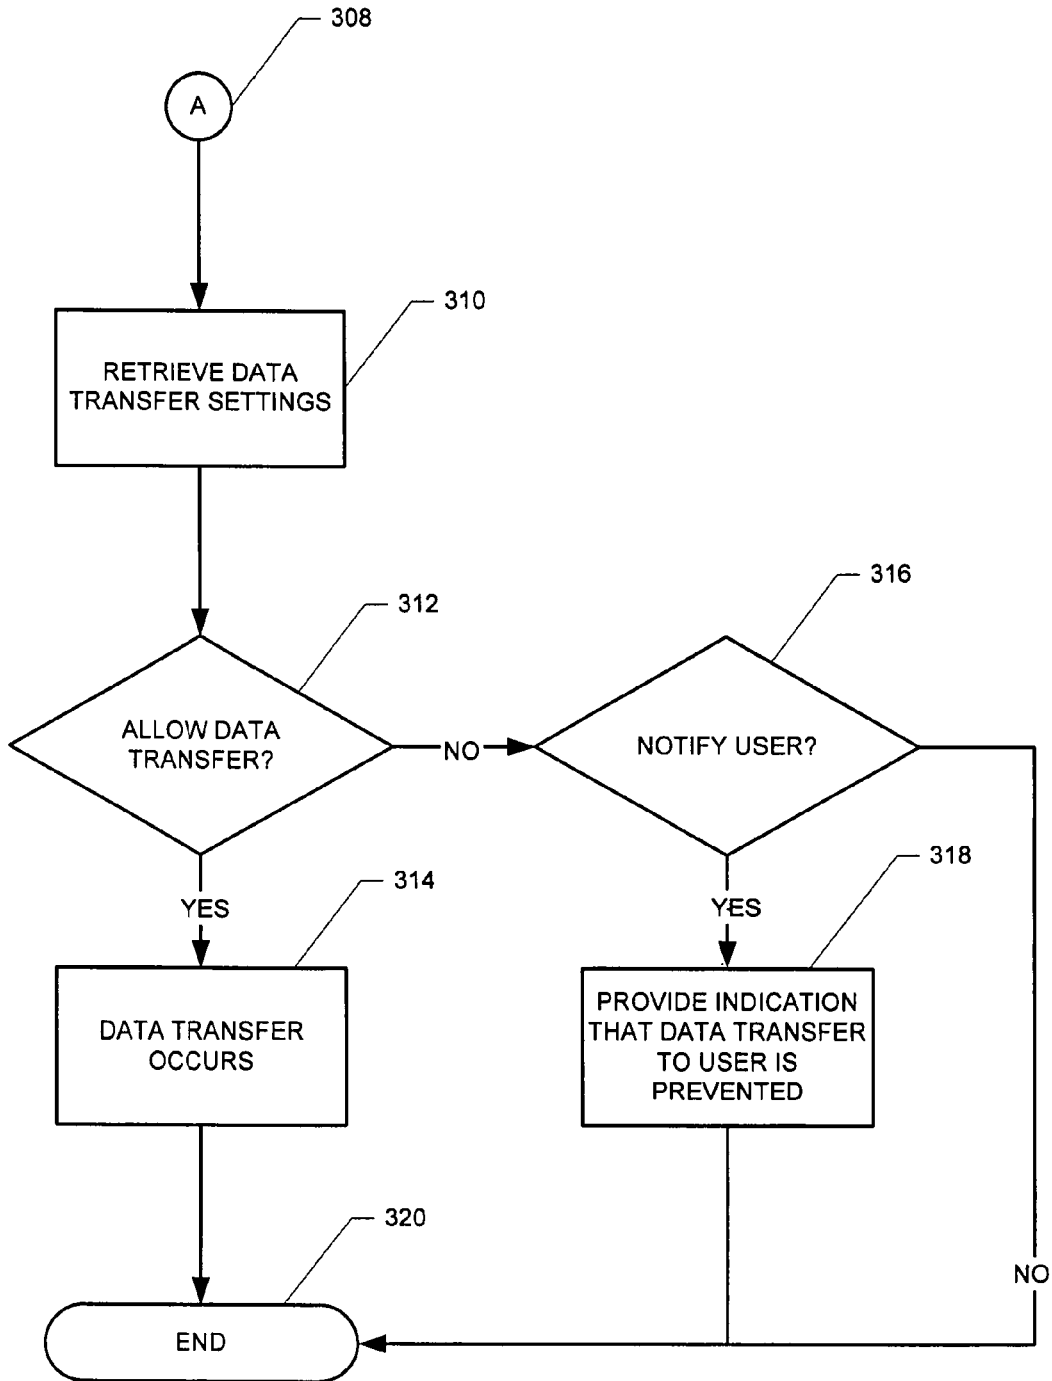 308
A
310
RETRIEVE DATA
TRANSFER SETTINGS
312
316
ALLOW DATA
TRANSFER?
NO
NOTIFY USER?
314
318
YES
YES
DATA TRANSFER
OCCURS
PROVIDE INDICATION
THAT DATA TRANSFER
TO USER IS
PREVENTED
320
NO
END